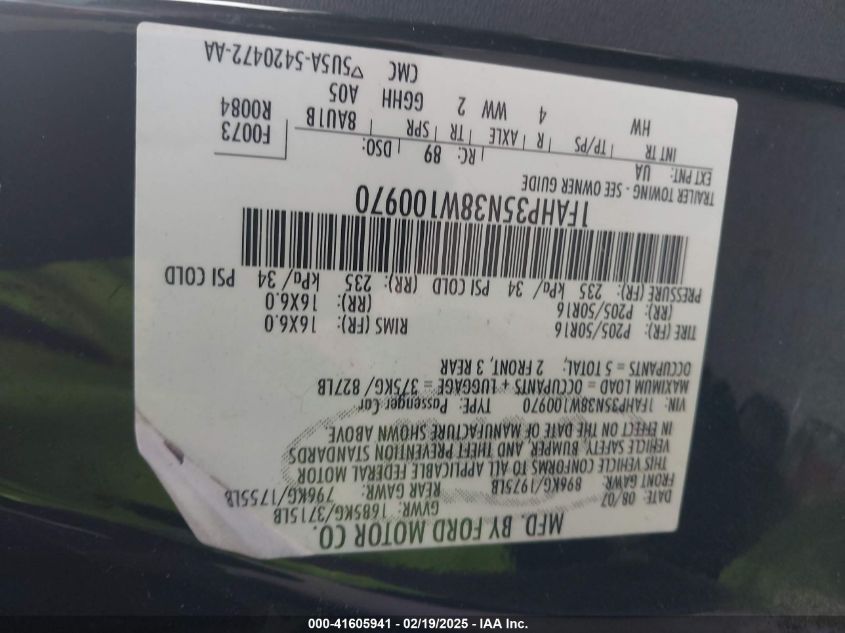 MFD. BY FORD MOTOR CO.
DATE: 08/07 GVWR: 1685KG/3715LB
FRONT GAWR: 896KG/1975LB REAR GAWR: 796KG/1755LB
THIS VEHICLE CONFORMS TO ALL APPLICABLE FEDERAL MOTOR
VEHICLE SAFETY, BUMPER, AND THEFT PREVENTION STANDARDS
IN EFFECT ON THE DATE OF MANUFACTURE SHOWN ABOVE.
VIN: 1FAHP35N38W100970 TYPE: Passenger Car
MAXIMUM LOAD = OCCUPANTS + LUGGAGE = 375KG/ 827LB
OCCUPANTS = 5 TOTAL, 2 FRONT, 3 REAR
TIRE (FR): P205/50R16 RIMS (FR): 16X6.0
(RR): P205/50R16 (RR): 16X6.0
PRESSURE (FR): 235 kPa/ 34 PSI COLD (RR): 235 kPa/ 34 PSI COLD
1FAHP35N38W100970
TRAILER TOWING - SEE OWNER GUIDE
EXT PNT: UA RC: 89 DSO: F0073
R0084
INT TR TP/PS R AXLE TR SPR 8AU1B
HW 4 WW 2 GGHH A05
CMC ▽5U5A-5420472-AA
000-41605941 - 02/19/2025 - IAA Inc.